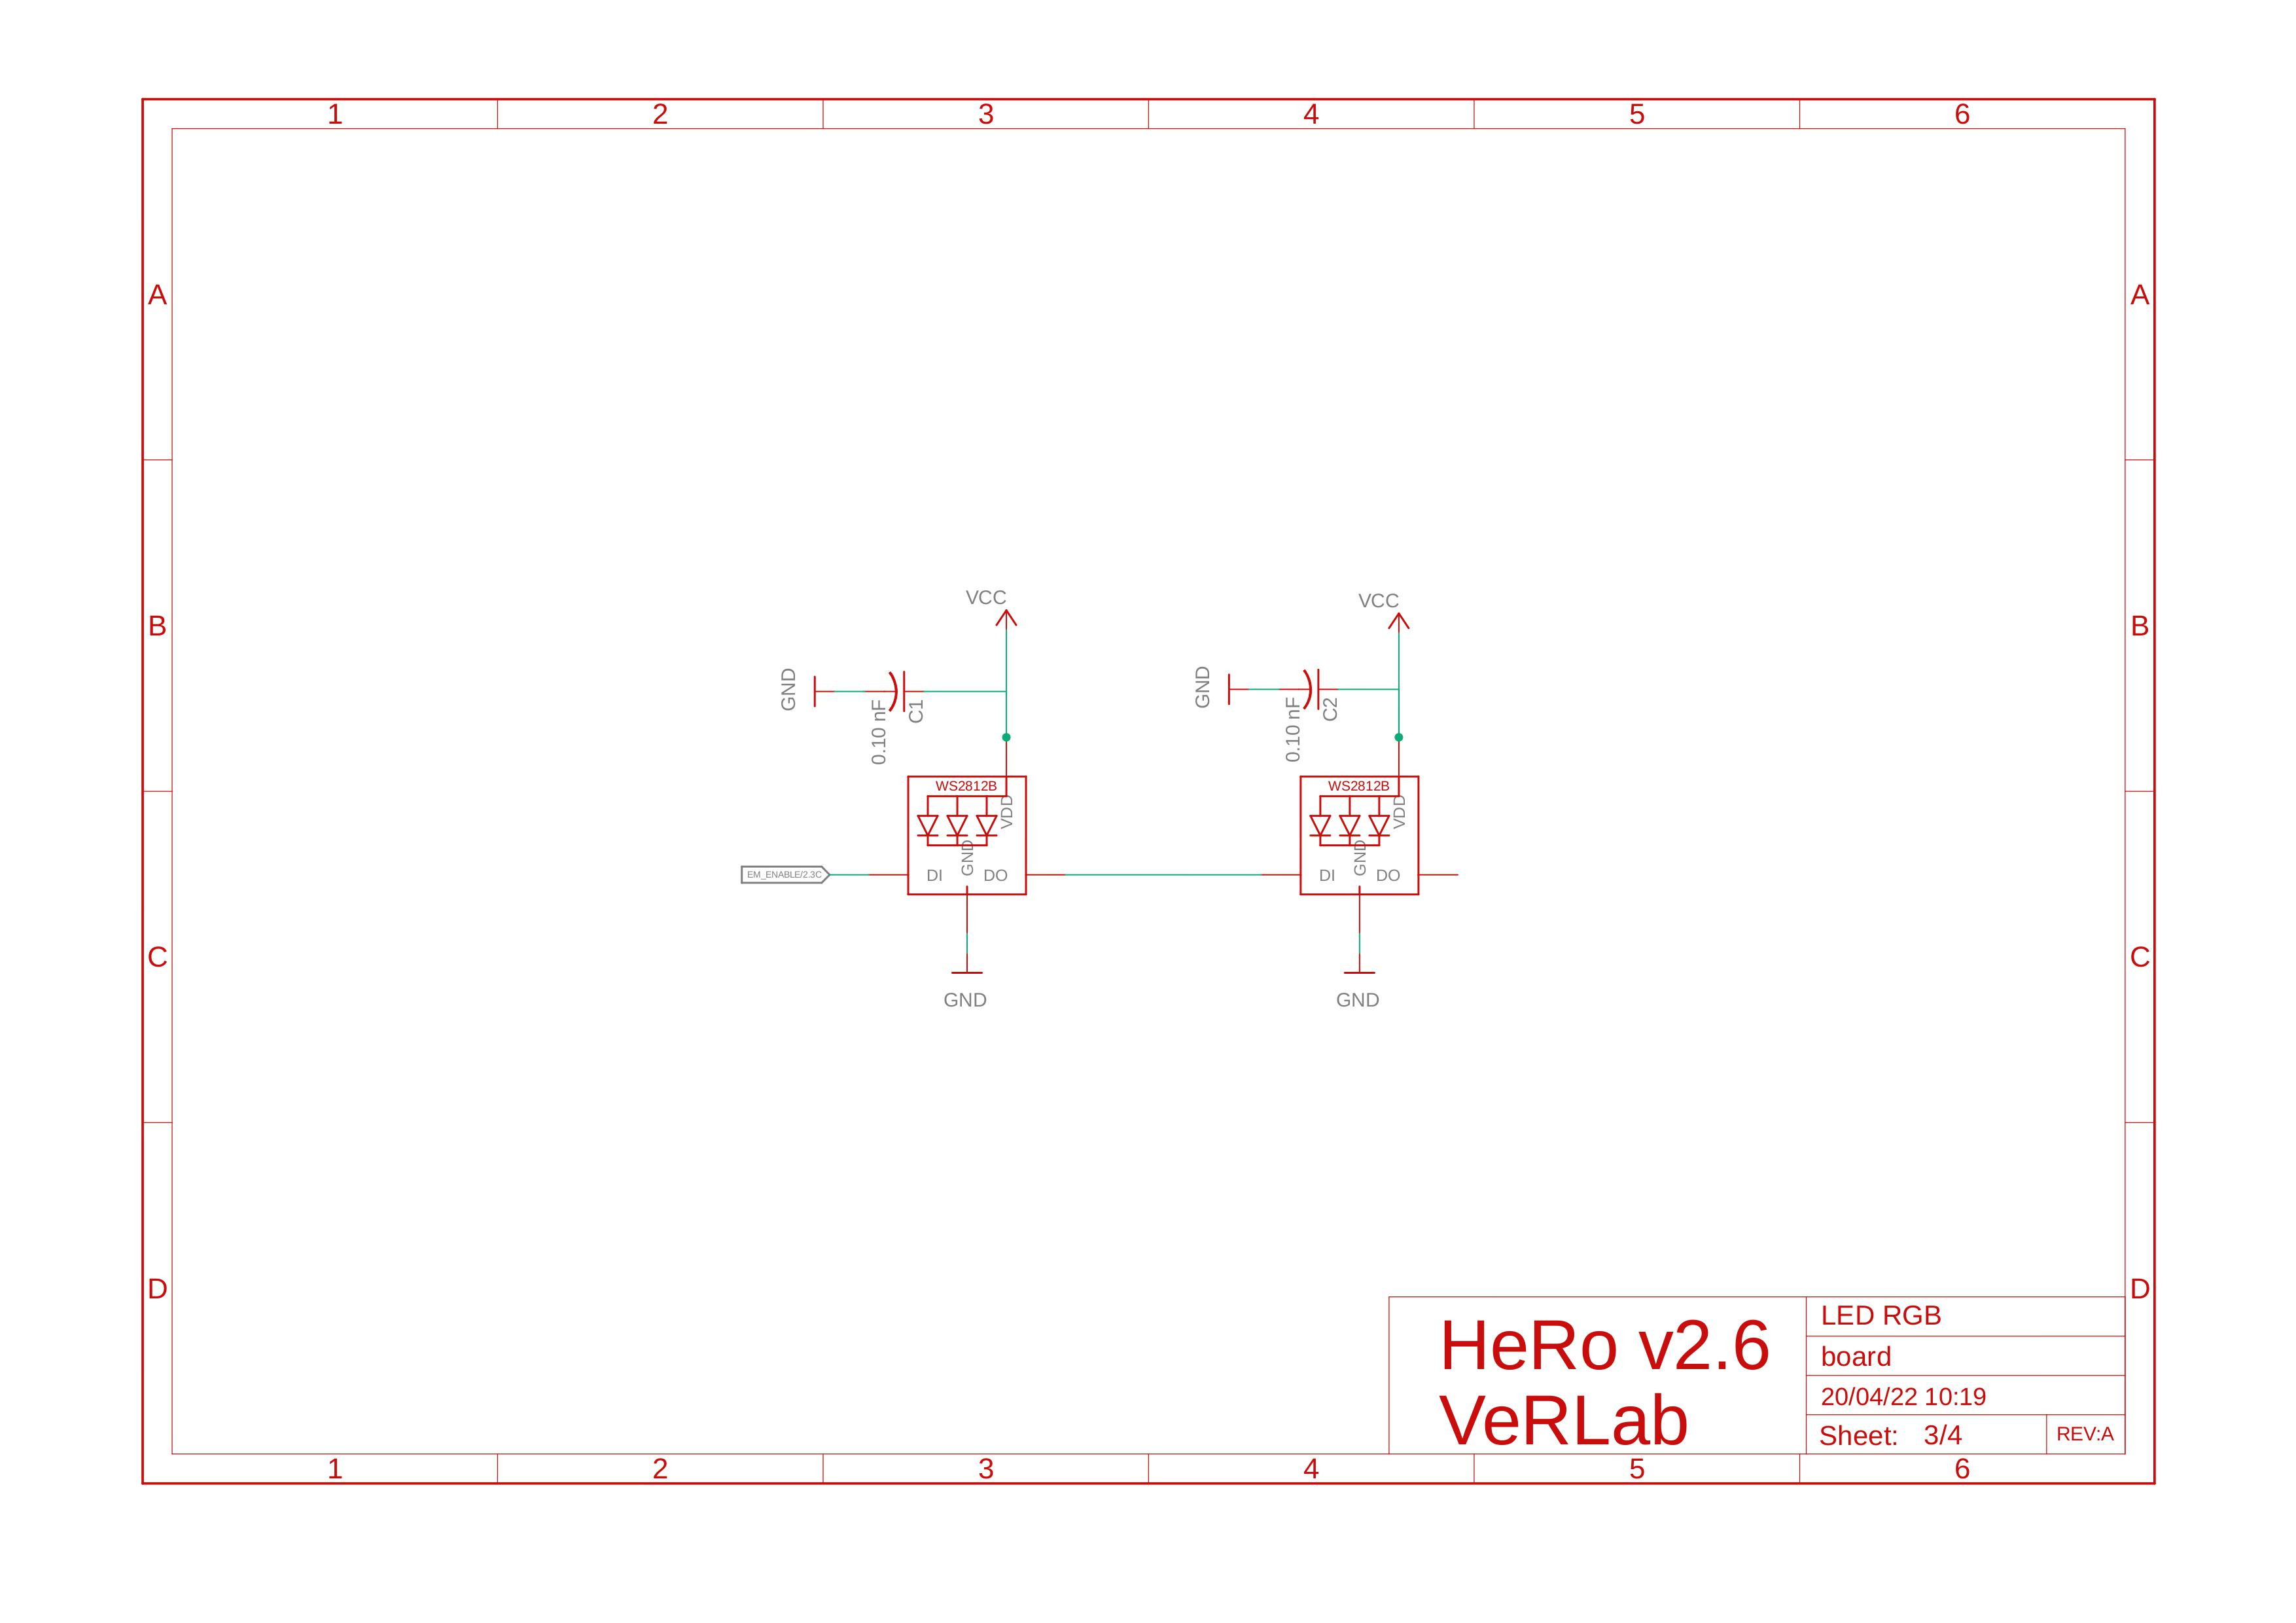 1 2 3 4 5 6
A A
B B
VCC VCC
GND GND
0.10 nF C1 0.10 nF C2
WS2812B WS2812B
VDD VDD
EM_ENABLE/2.3C DI GND DO DI GND DO
C C
GND GND
D D
HeRo v2.6
VeRLab
LED RGB
board
20/04/22 10:19
Sheet: 3/4 REV:A
1 2 3 4 5 6